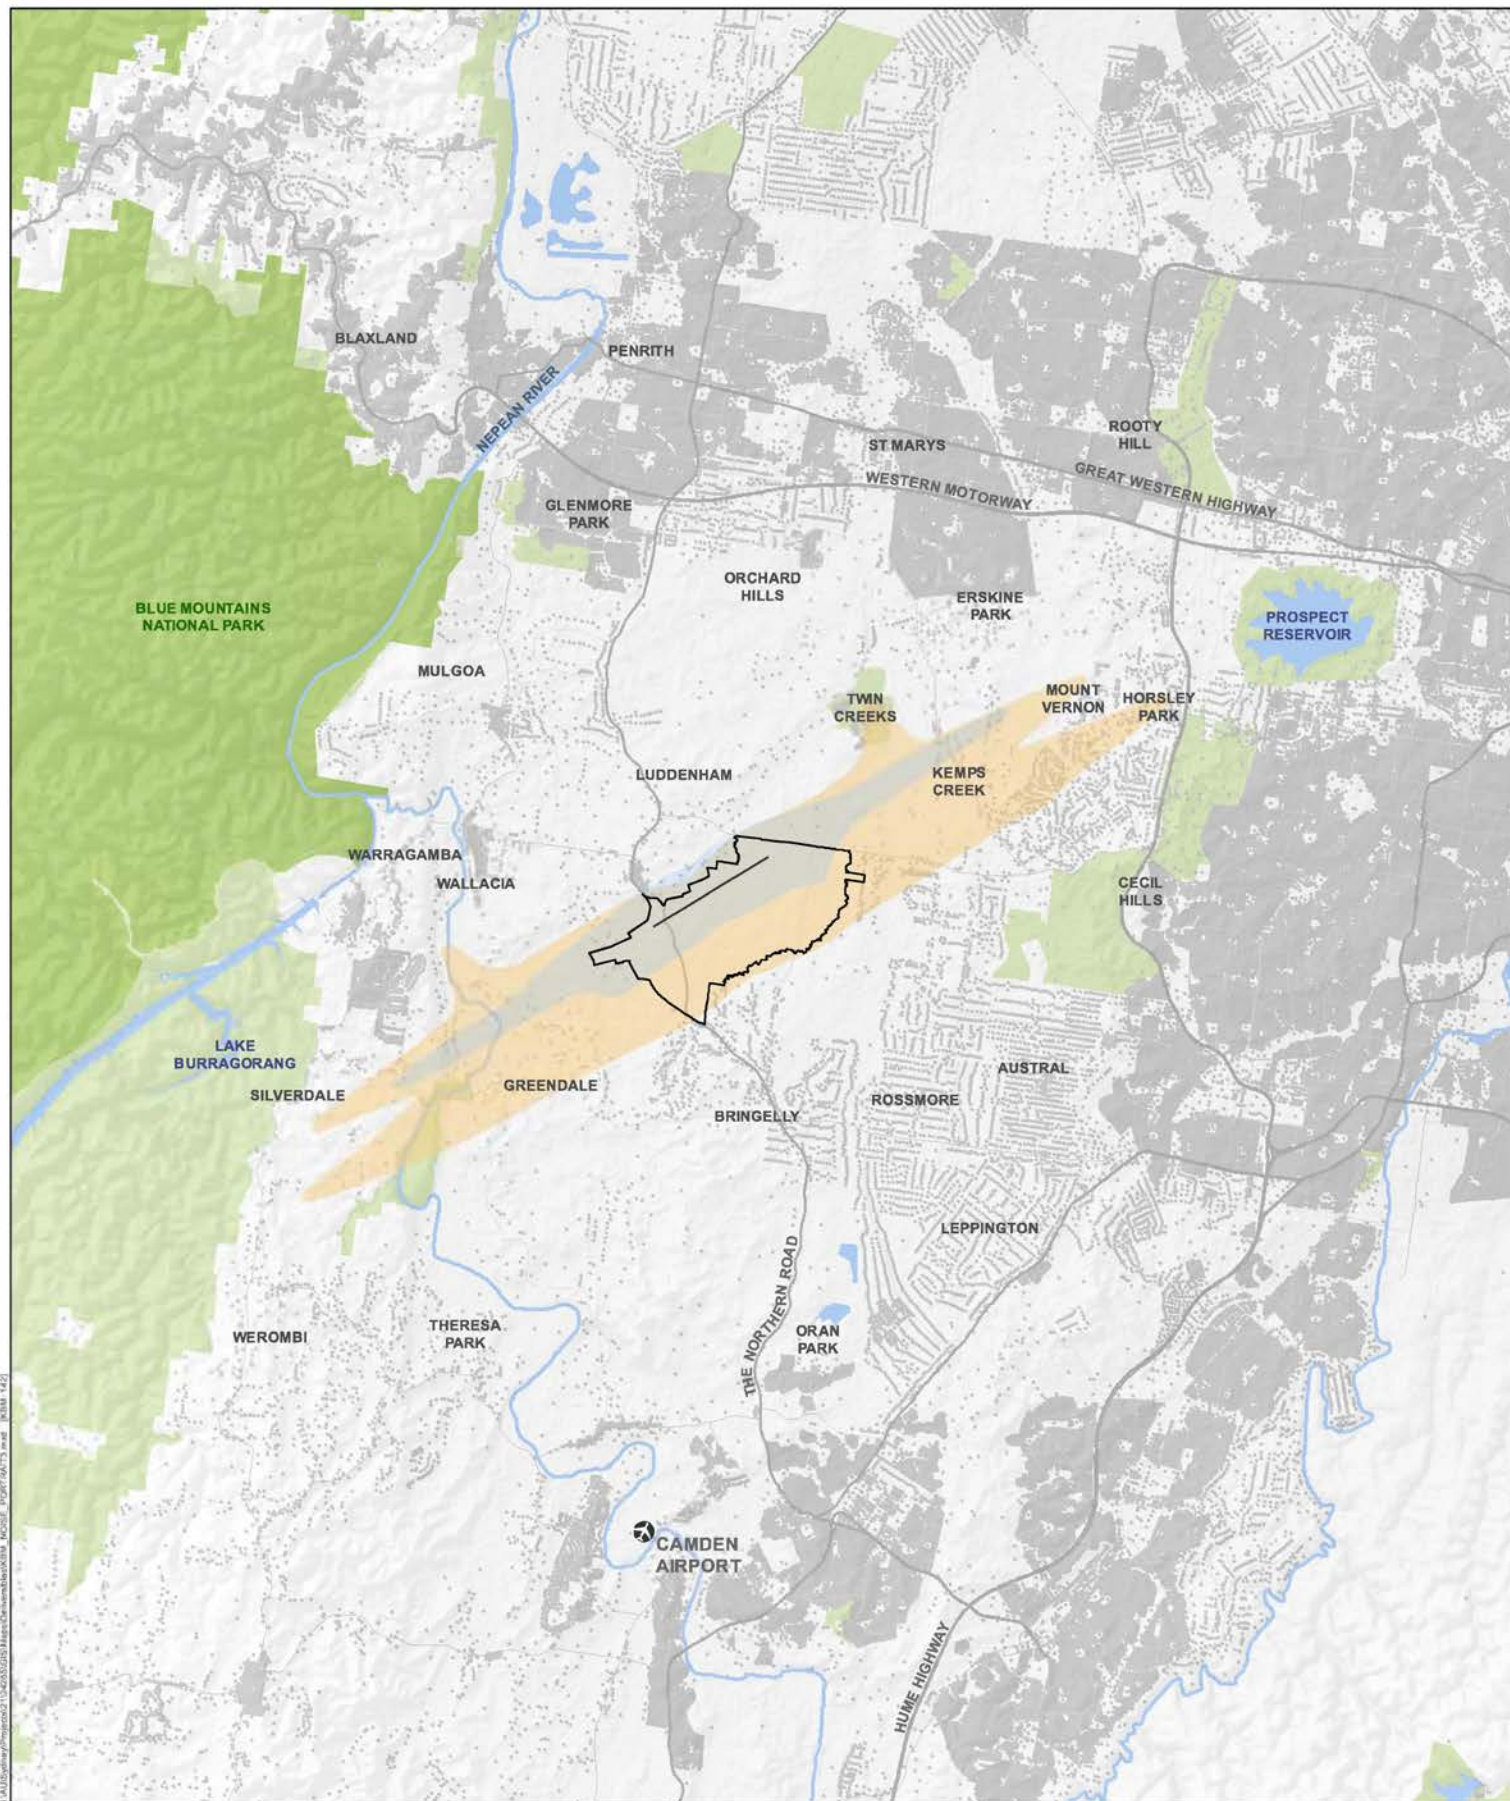 BLAXLAND
PENRITH
NEPEAN RIVER
ROOTY
HILL
ST MARYS
GREAT WESTERN HIGHWAY
WESTERN MOTORWAY
GLENMORE
PARK
ORCHARD
HILLS
ERSKINE
PARK
BLUE MOUNTAINS
NATIONAL PARK
PROSPECT
RESERVOIR
MULGOA
TWIN
CREEKS
MOUNT
VERNON
HORSLEY
PARK
LUDDENHAM
KEMPS
CREEK
WARRAGAMBA
WALLACIA
CECIL
HILLS
LAKE
BURRAGORANG
SILVERDALE
GREENDALE
AUSTRAL
ROSSMORE
BRINGELLY
LEPPINGTON
THE NORTHERN ROAD
WEROMBI
THERESA
PARK
ORAN
PARK
CAMDEN
AIRPORT
HUME HIGHWAY